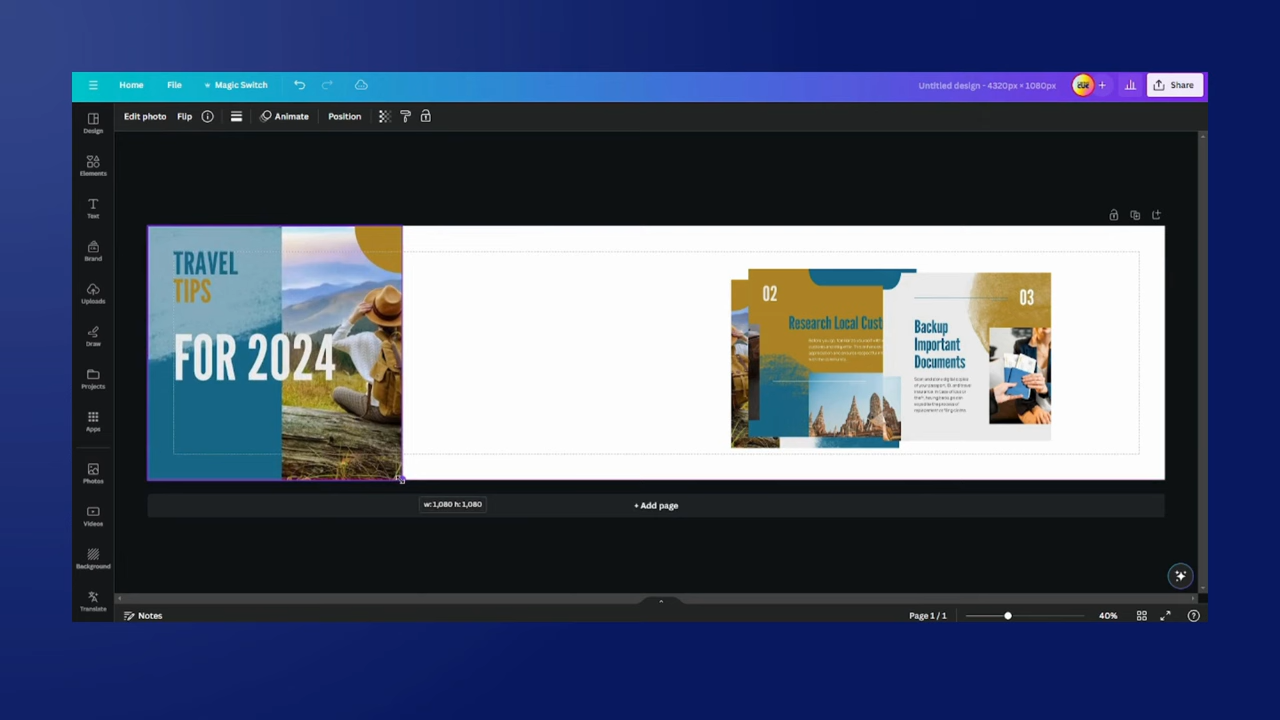 Home File Magic Switch Untitled design - 4320px × 1080px + Share
Edit photo Flip Animate Position
Design
Elements
Text
Brand
Uploads
Draw
Projects
Apps
Photos
Videos
Background
Translate
TRAVEL
TIPS
FOR 2024
02
Research Local Cust
03
Backup
Important
Documents
w: 1,080 h: 1,080
+ Add page
Notes Page 1 / 1 40%